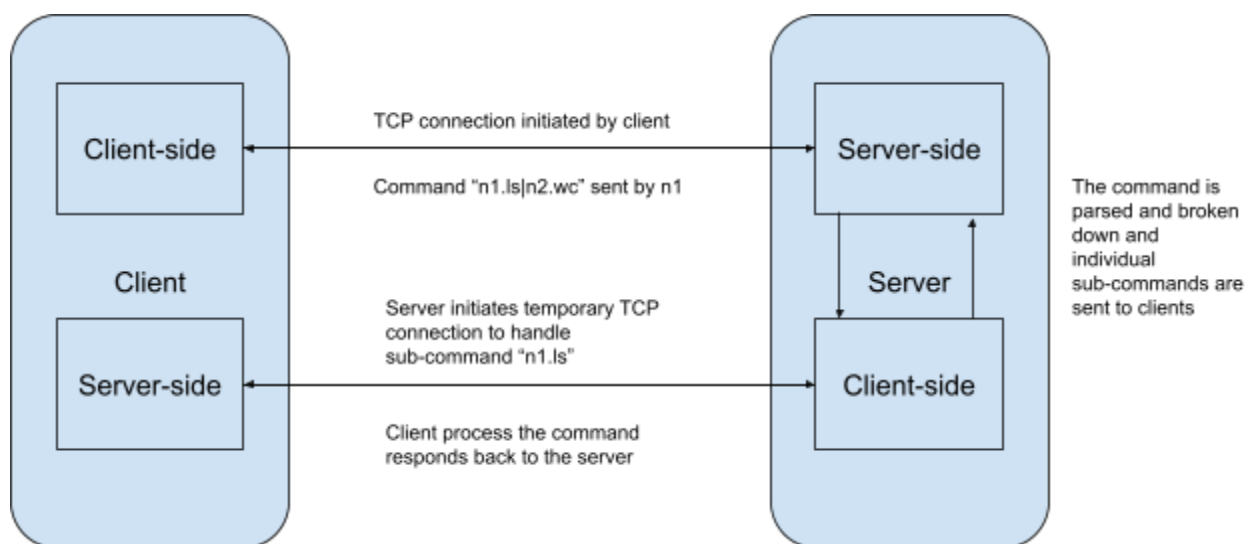 Client-side
TCP connection initiated by client
Server-side
Command “n1.ls|n2.wc” sent by n1
The command is
parsed and broken
down and
individual
sub-commands are
sent to clients
Client
Server
Server initiates temporary TCP
connection to handle
sub-command “n1.ls”
Server-side
Client-side
Client process the command
responds back to the server